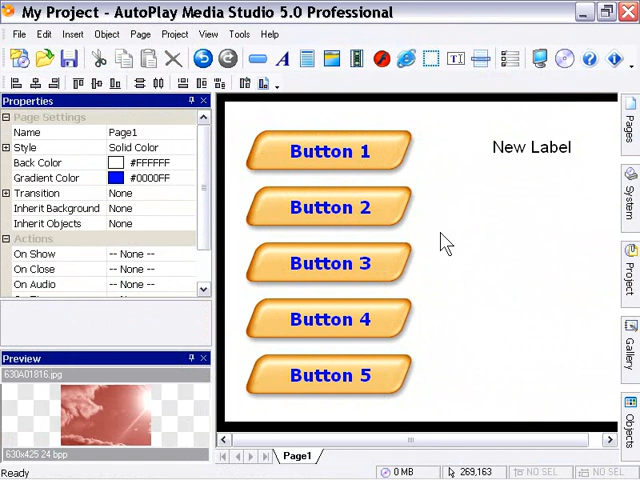 My Project - AutoPlay Media Studio 5.0 Professional
File Edit Insert Object Page Project View Tools Help
Properties
Page Settings
Name Page1
Style Solid Color
Back Color #FFFFFF
Gradient Color #0000FF
Transition None
Inherit Background None
Inherit Objects None
Actions
On Show -- None --
On Close -- None --
On Audio -- None --
Preview
630A01816.jpg
630x425 24 bpp
Button 1
Button 2
Button 3
Button 4
Button 5
New Label
Pages
System
Project
Gallery
Objects
Page1
Ready
0 MB
269,163
NO SEL
NO SEL